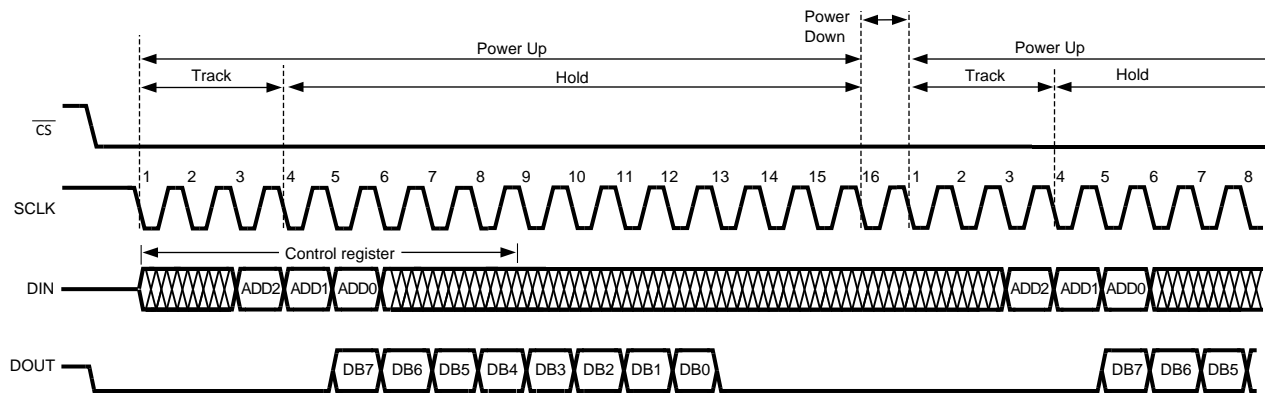 Power
Down
Power Up
Power Up
Track
Hold
Track
Hold
CS
1 2 3 4 5 6 7 8 9 10 11 12 13 14 15 16 1 2 3 4 5 6 7 8
SCLK
Control register
DIN
ADD2 ADD1 ADD0 ADD2 ADD1 ADD0
DOUT
DB7 DB6 DB5 DB4 DB3 DB2 DB1 DB0 DB7 DB6 DB5